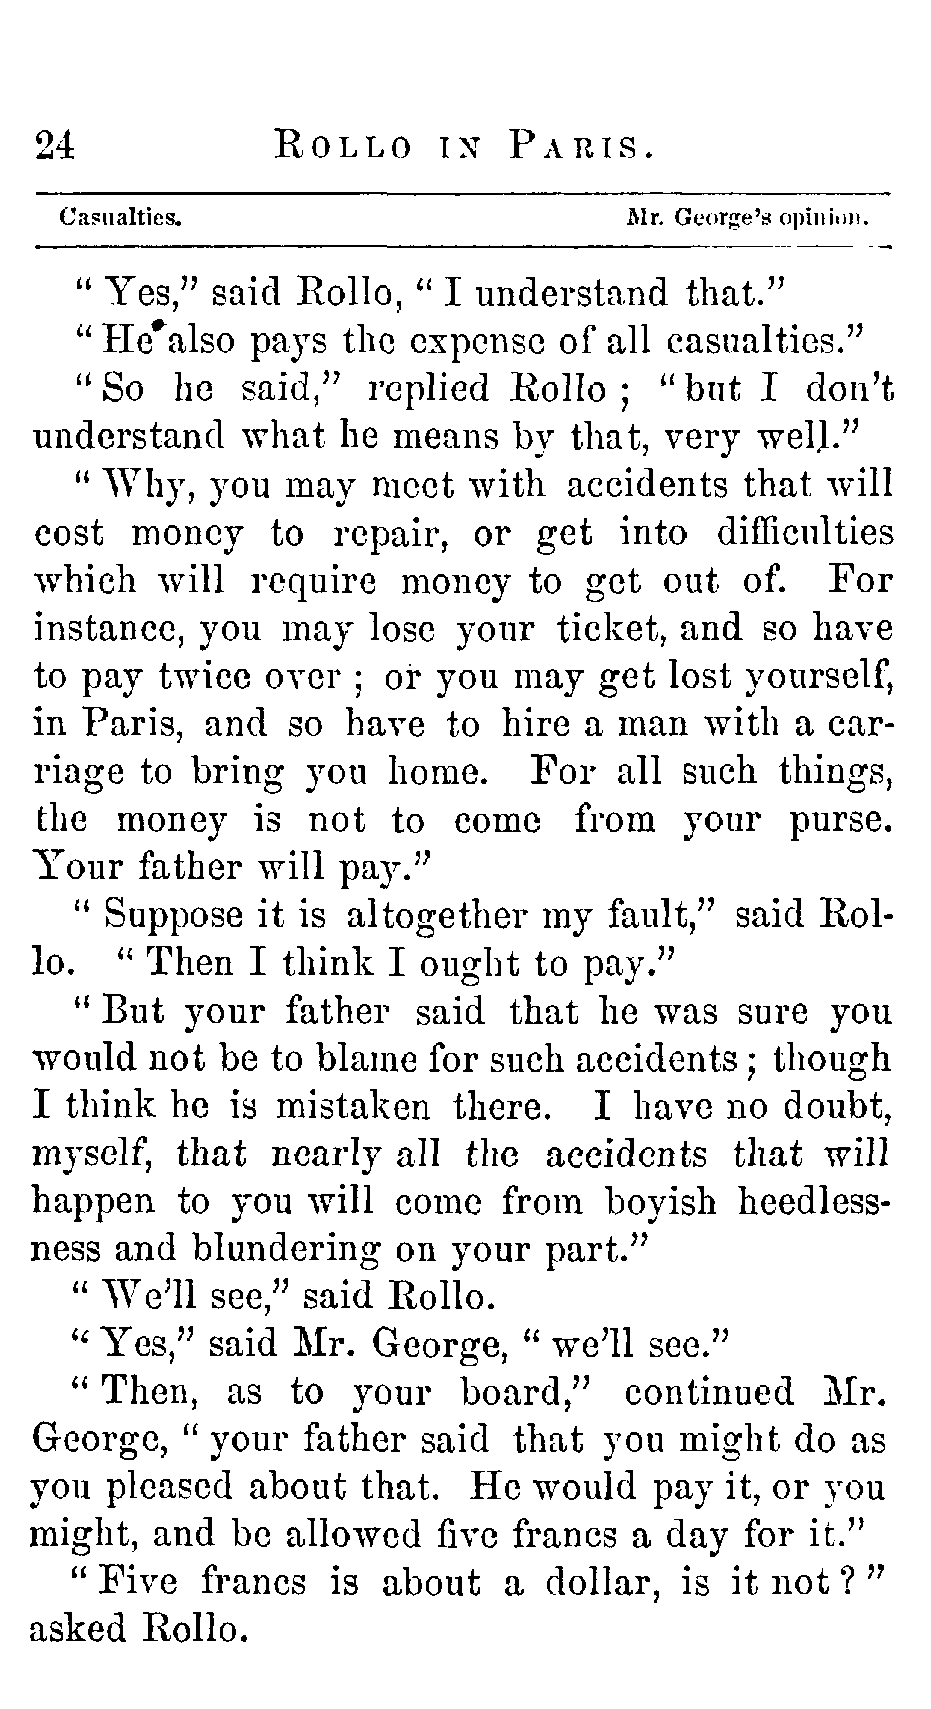 24 ROLLO IN PARIS.
Casualties. Mr. George's opinion.
“ Yes,” said Rollo, “ I understand that.”
“ He also pays the expense of all casualties.”
“ So he said,” replied Rollo ; “ but I don't
understand what he means by that, very well.”
“ Why, you may meet with accidents that will
cost money to repair, or get into difficulties
which will require money to get out of. For
instance, you may lose your ticket, and so have
to pay twice over ; or you may get lost yourself,
in Paris, and so have to hire a man with a car-
riage to bring you home. For all such things,
the money is not to come from your purse.
Your father will pay.”
“ Suppose it is altogether my fault,” said Rol-
lo. “ Then I think I ought to pay.”
“ But your father said that he was sure you
would not be to blame for such accidents ; though
I think he is mistaken there. I have no doubt,
myself, that nearly all the accidents that will
happen to you will come from boyish heedless-
ness and blundering on your part.”
“ We'll see,” said Rollo.
“ Yes,” said Mr. George, “ we'll see.”
“ Then, as to your board,” continued Mr.
George, “ your father said that you might do as
you pleased about that. He would pay it, or you
might, and be allowed five francs a day for it.”
“ Five francs is about a dollar, is it not ? ”
asked Rollo.